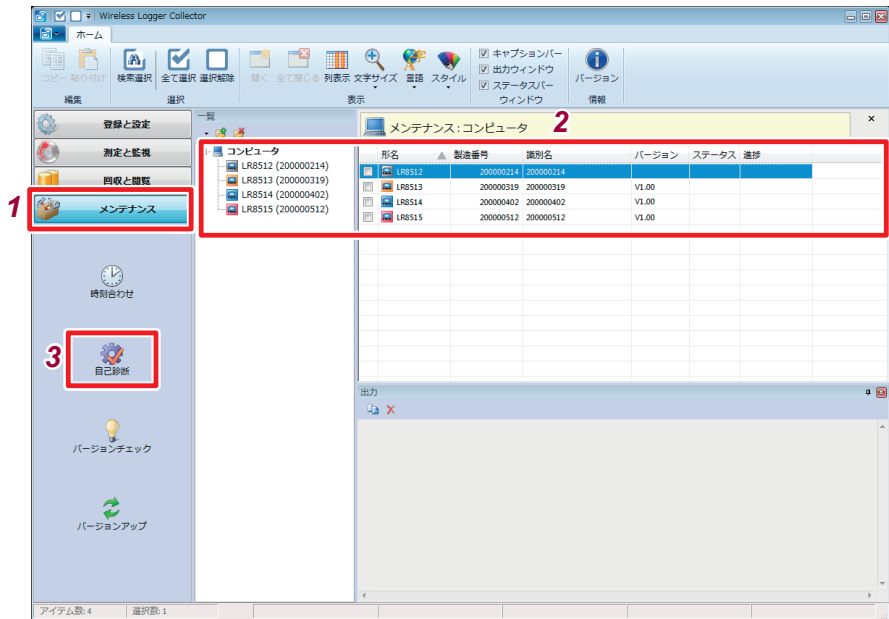 Wireless Logger Collector
ホーム
コピー 貼り付け 検索選択 全て選択 選択解除 開く 全て閉じる 列表示 文字サイズ 言語 スタイル
キャプションバー
出力ウィンドウ
ステータスバー
バージョン
編集 選択 表示 ウィンドウ 情報
登録と設定
測定と監視
回収と閲覧
1 メンテナンス
時刻合わせ
3
自己診断
バージョンチェック
バージョンアップ
一覧
コンピュータ
LR8512 (200000214)
LR8513 (200000319)
LR8514 (200000402)
LR8515 (200000512)
メンテナンス : コンピュータ 2
形名 製造番号 識別名 バージョン ステータス 進捗
LR8512 200000214 200000214
LR8513 200000319 200000319 V1.00
LR8514 200000402 200000402 V1.00
LR8515 200000512 200000512 V1.00
出力
アイテム数: 4 選択数: 1